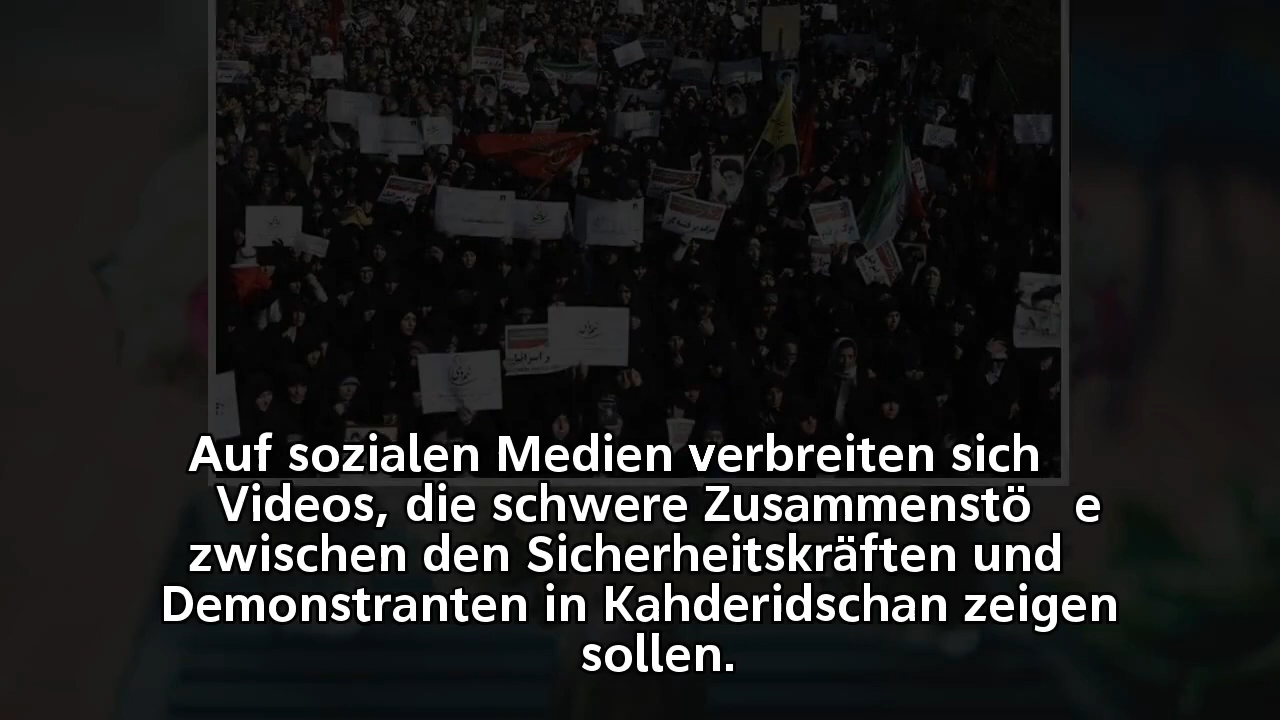 Auf sozialen Medien verbreiten sich
Videos, die schwere Zusammenstö e
zwischen den Sicherheitskräften und
Demonstranten in Kahderidschan zeigen
sollen.